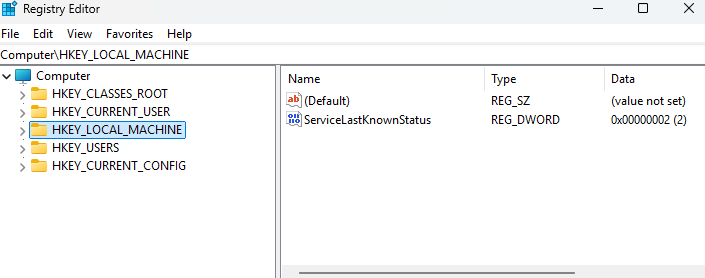 Registry Editor
File Edit View Favorites Help
Computer\HKEY_LOCAL_MACHINE
Computer
HKEY_CLASSES_ROOT
HKEY_CURRENT_USER
HKEY_LOCAL_MACHINE
HKEY_USERS
HKEY_CURRENT_CONFIG
Name Type Data
ab (Default) REG_SZ (value not set)
ServiceLastKnownStatus REG_DWORD 0x00000002 (2)